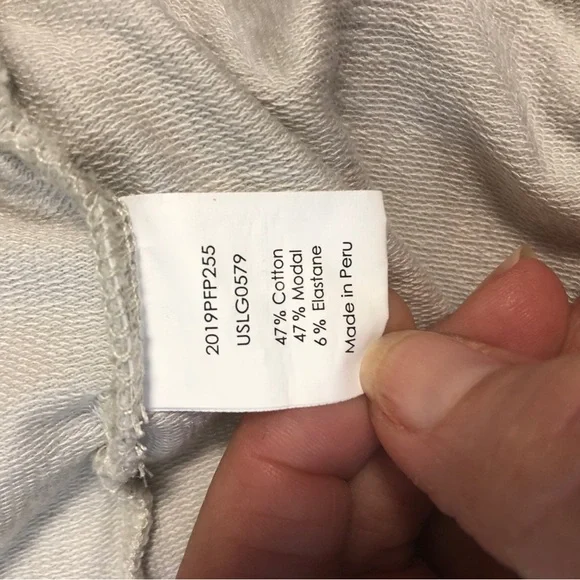 2019PFP255
USLG0579
47% Cotton
47% Modal
6% Elastane
Made in Peru